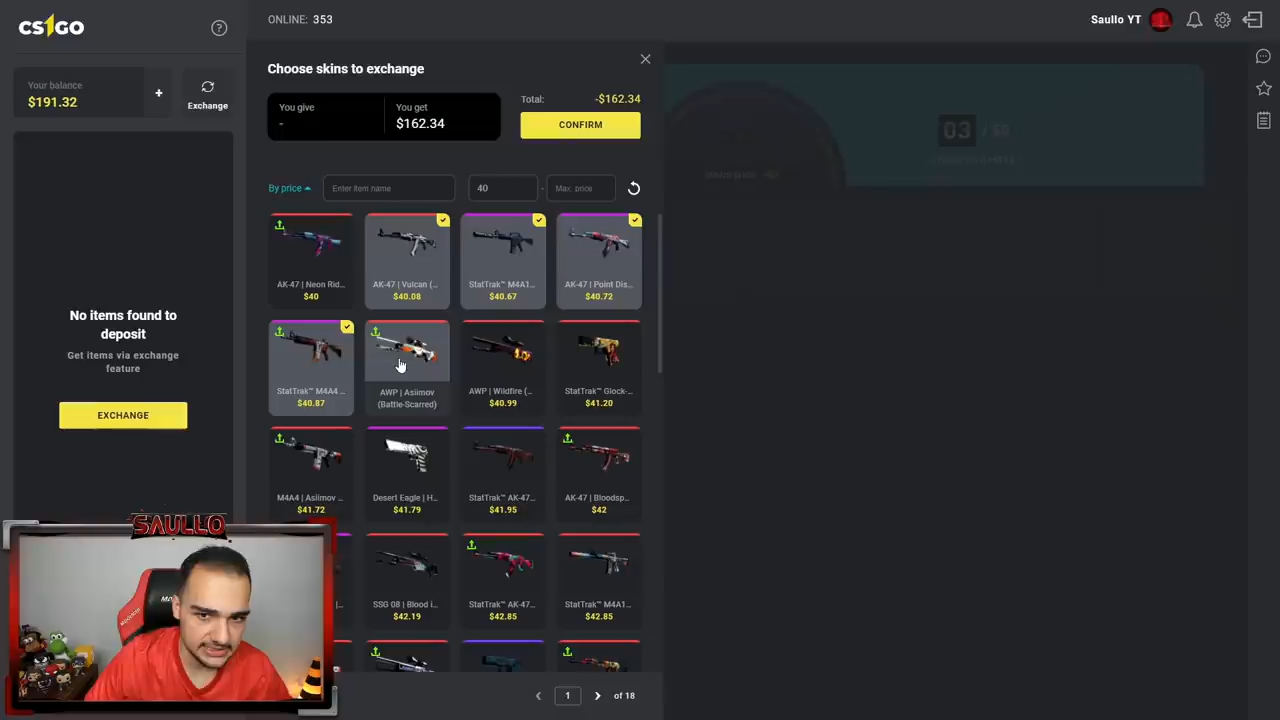 CS1GO
?
ONLINE: 353
Saullo YT
Your balance
$191.32
+
Exchange
Choose skins to exchange
You give
-
You get
$162.34
Total: -$162.34
CONFIRM
By price
Enter item name
40
-
Max. price
AK-47 | Neon Rid...
$40
AK-47 | Vulcan (...
$40.08
StatTrak™ M4A1...
$40.67
AK-47 | Point Dis...
$40.72
StatTrak™ M4A4 ...
$40.87
AWP | Asiimov
(Battle-Scarred)
AWP | Wildfire (...
$40.99
StatTrak™ Glock-...
$41.20
M4A4 | Asiimov ...
$41.72
Desert Eagle | H...
$41.79
StatTrak™ AK-47...
$41.95
AK-47 | Bloodsp...
$42
SSG 08 | Blood i...
$42.19
StatTrak™ AK-47...
$42.85
StatTrak™ M4A1...
$42.85
1
of 18
No items found to
deposit
Get items via exchange
feature
EXCHANGE
03 / 50
SAULLO